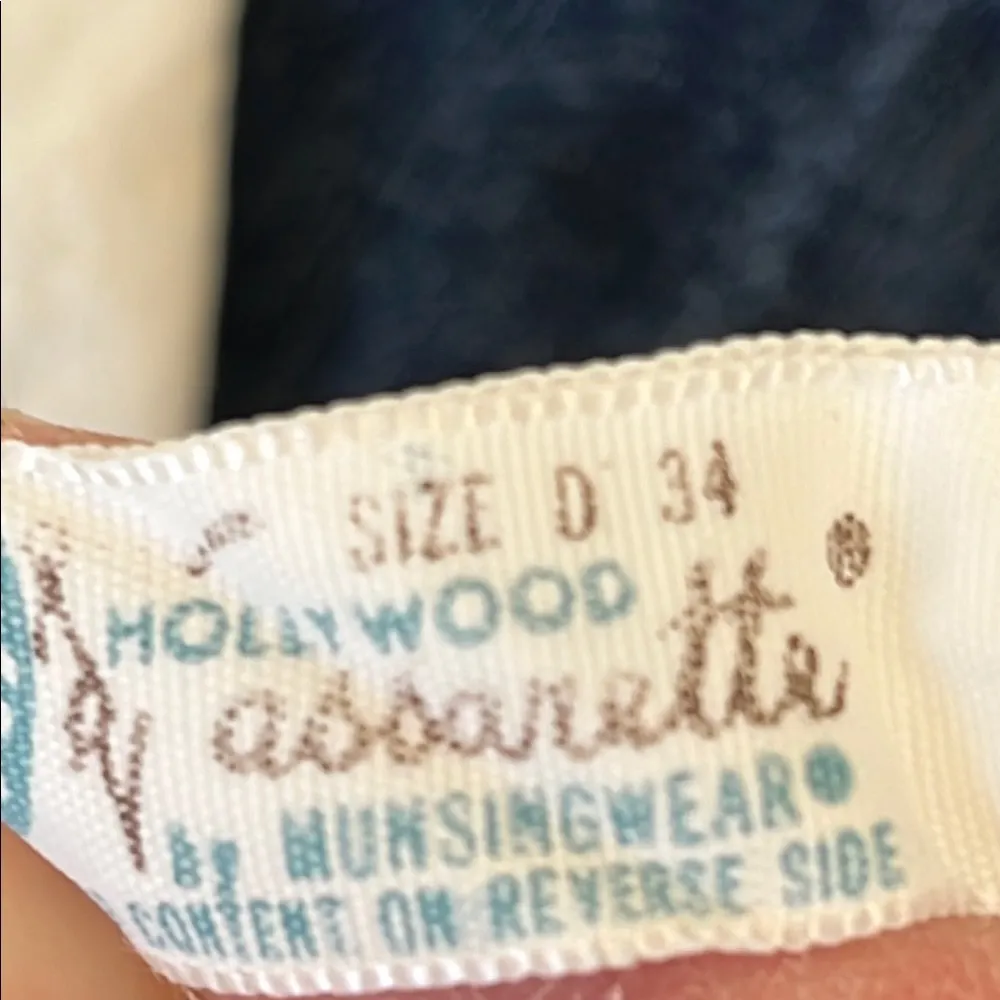 SIZE D 34
HOLLYWOOD
Vassarette ®
by MUNSINGWEAR®
CONTENT ON REVERSE SIDE